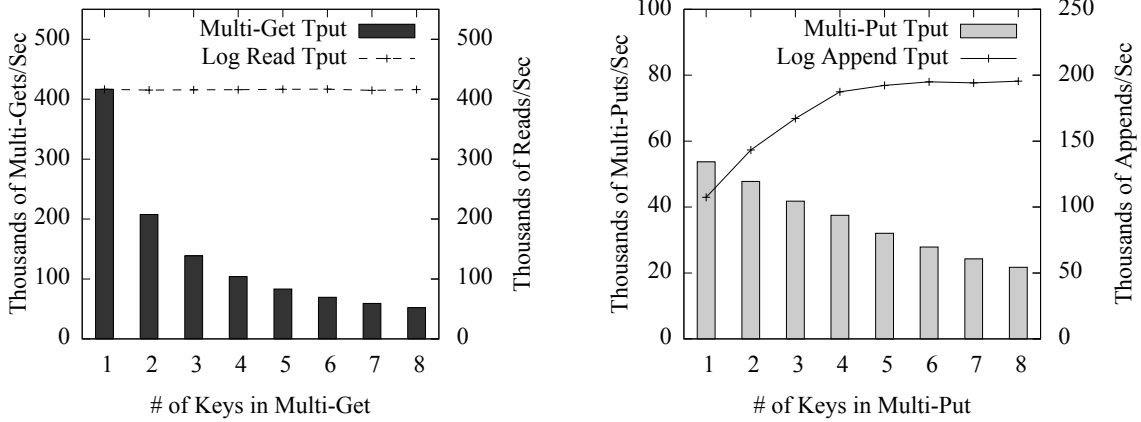 Multi-Get Tput
Log Read Tput
Thousands of Multi-Gets/Sec
500
400
300
200
100
0
500
400
300
200
100
0
Thousands of Reads/Sec
1 2 3 4 5 6 7 8
# of Keys in Multi-Get
Multi-Put Tput
Log Append Tput
Thousands of Multi-Puts/Sec
100
80
60
40
20
0
250
200
150
100
50
0
Thousands of Appends/Sec
1 2 3 4 5 6 7 8
# of Keys in Multi-Put